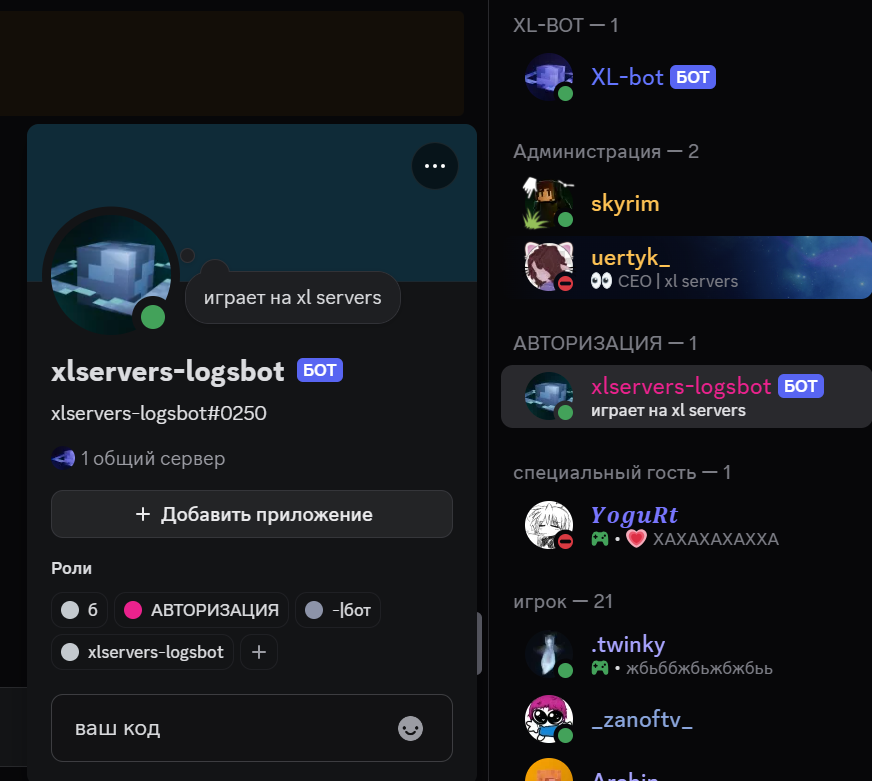 играет на xl servers
xlservers-logsbot БОТ
xlservers-logsbot#0250
1 общий сервер
+ Добавить приложение
Роли
6 АВТОРИЗАЦИЯ -|бот
xlservers-logsbot +
ваш код
XL-BOT — 1
XL-bot БОТ
Администрация — 2
skyrim
uertyk_
👀 CEO | xl servers
АВТОРИЗАЦИЯ — 1
xlservers-logsbot БОТ
играет на xl servers
специальный гость — 1
YoguRt
🎮 • 💗 ХАХАХАХАХХА
игрок — 21
.twinky
🎮 • жбьббжбьжбжбьь
_zanoftv_